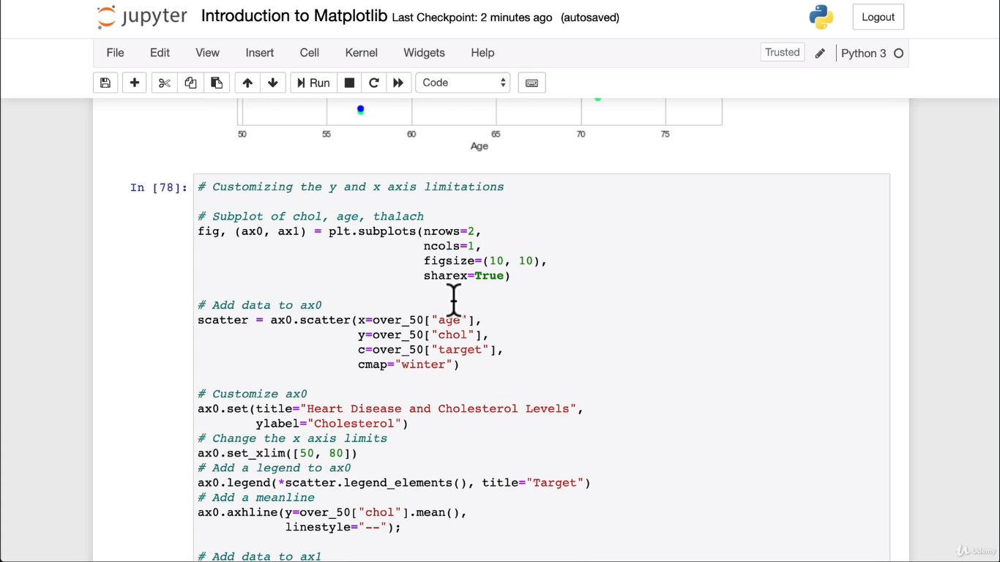 jupyter Introduction to Matplotlib Last Checkpoint: 2 minutes ago (autosaved) Logout
File Edit View Insert Cell Kernel Widgets Help Trusted Python 3
Run Code
50 55 60 65 70 75
Age
In [78]: # Customizing the y and x axis limitations
# Subplot of chol, age, thalach
fig, (ax0, ax1) = plt.subplots(nrows=2,
ncols=1,
figsize=(10, 10),
sharex=True)
# Add data to ax0
scatter = ax0.scatter(x=over_50["age"],
y=over_50["chol"],
c=over_50["target"],
cmap="winter")
# Customize ax0
ax0.set(title="Heart Disease and Cholesterol Levels",
ylabel="Cholesterol")
# Change the x axis limits
ax0.set_xlim([50, 80])
# Add a legend to ax0
ax0.legend(*scatter.legend_elements(), title="Target")
# Add a meanline
ax0.axhline(y=over_50["chol"].mean(),
linestyle="--");
# Add data to ax1
Udemy